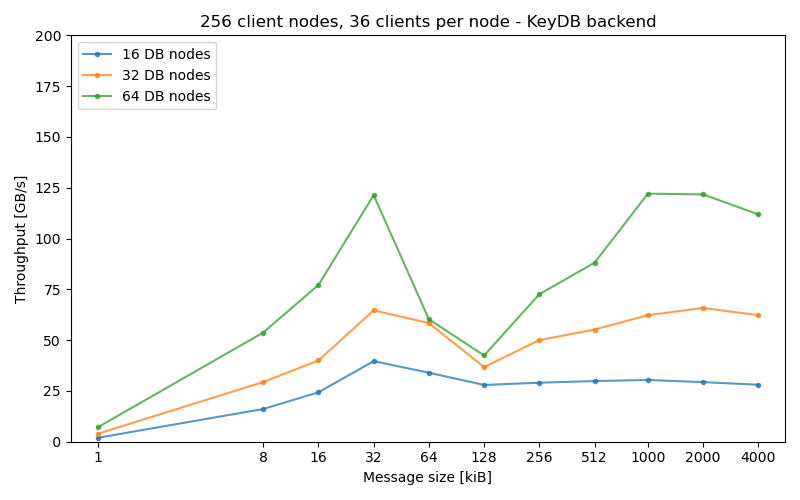 256 client nodes, 36 clients per node - KeyDB backend
200
175
150
125
100
75
50
25
0
Throughput [GB/s]
16 DB nodes
32 DB nodes
64 DB nodes
1 8 16 32 64 128 256 512 1000 2000 4000
Message size [kiB]